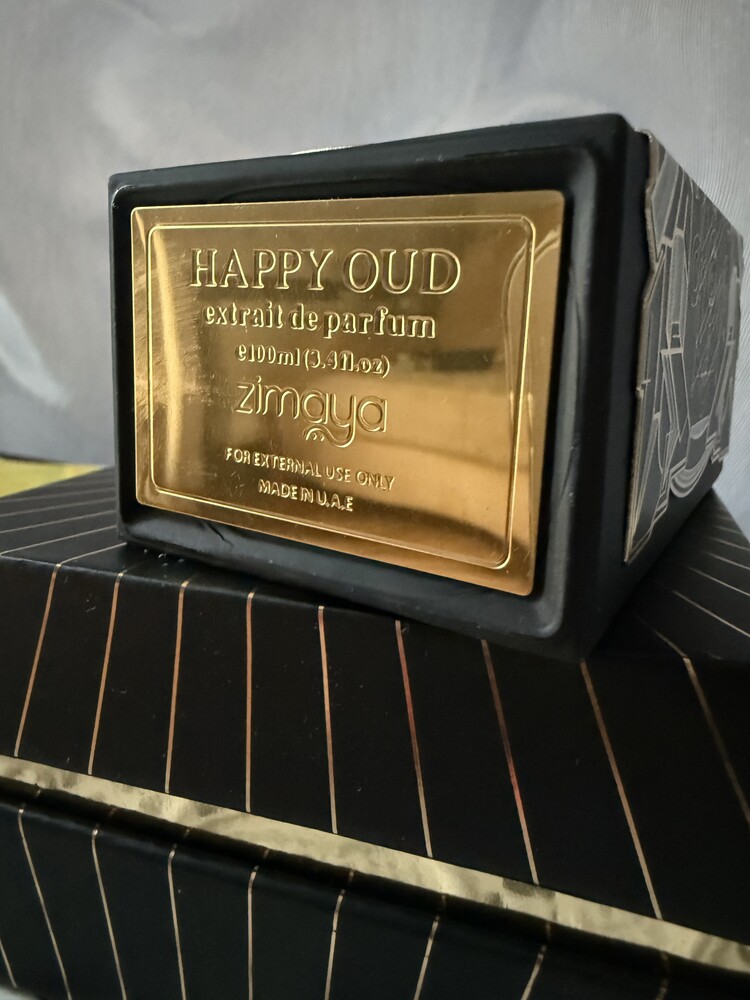 HAPPY OUD
extrait de parfum
e100ml (3.4fl.oz)
zimaya
FOR EXTERNAL USE ONLY
MADE IN U.A.E